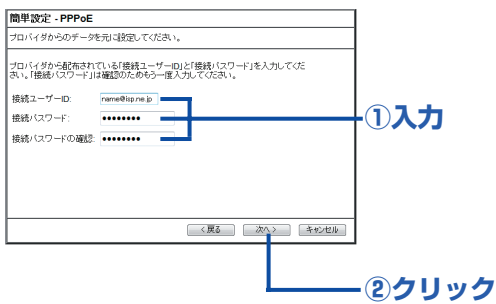 簡単設定 - PPPoE
プロバイダからのデータを元に設定してください。
プロバイダから配布されている「接続ユーザーID」と「接続パスワード」を入力してくだ
さい。「接続パスワード」は確認のためもう一度入力してください。
接続ユーザーID: name@isp.ne.jp
接続パスワード: ●●●●●●●●
①入力
接続パスワードの確認: ●●●●●●●●
< 戻る 次へ > キャンセル
②クリック